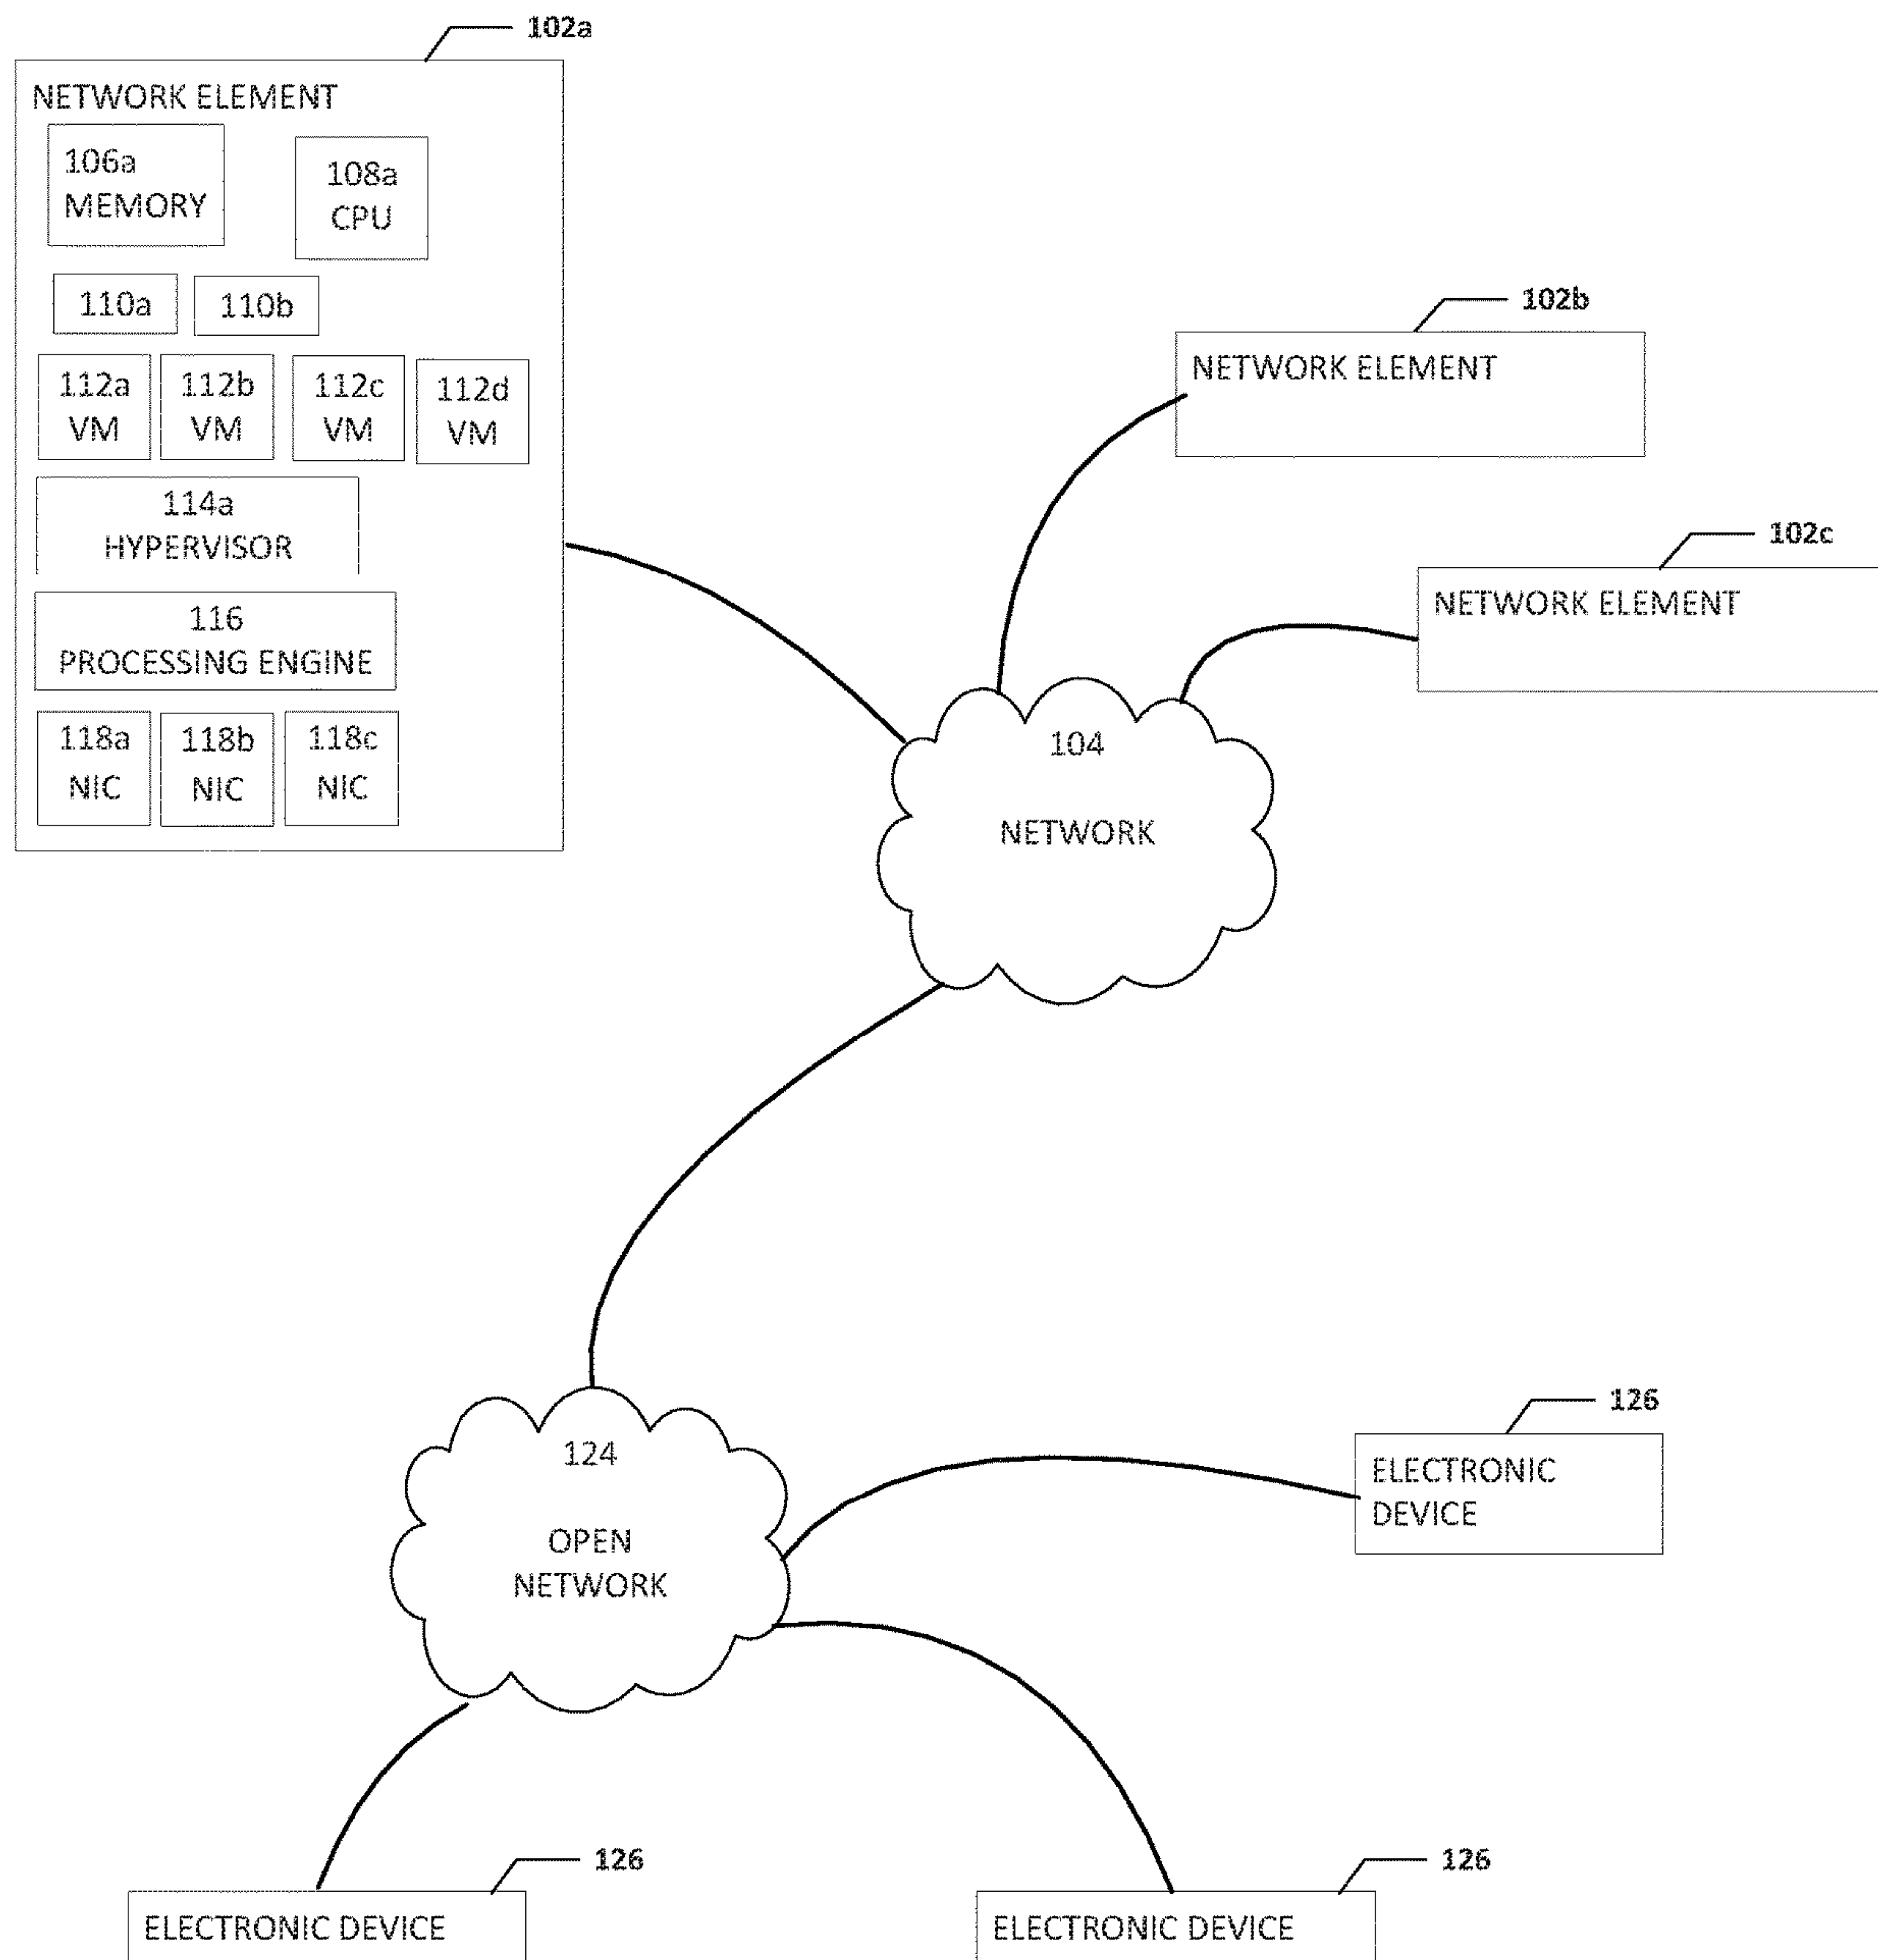 102a
NETWORK ELEMENT
106a
MEMORY
108a
CPU
110a
110b
112a
VM
112b
VM
112c
VM
112d
VM
114a
HYPERVISOR
116
PROCESSING ENGINE
118a
NIC
118b
NIC
118c
NIC
102b
NETWORK ELEMENT
102c
NETWORK ELEMENT
104
NETWORK
124
OPEN
NETWORK
126
ELECTRONIC
DEVICE
126
ELECTRONIC DEVICE
126
ELECTRONIC DEVICE